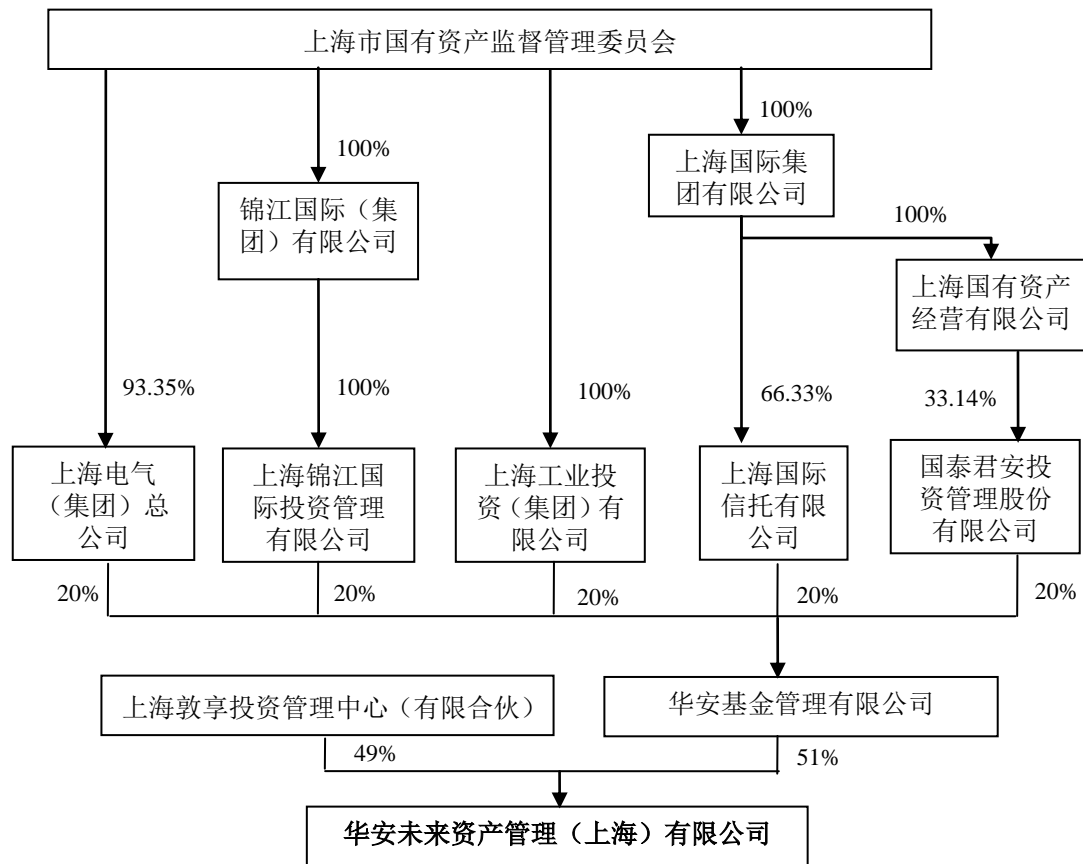 上海市国有资产监督管理委员会
100%
上海国际集
团有限公司
100%
锦江国际（集
团）有限公司
100%
上海国有资产
经营有限公司
93.35%
100%
100%
66.33%
33.14%
上海电气
（集团）总
公司
上海锦江国
际投资管理
有限公司
上海工业投
资（集团）有
限公司
上海国际
信托有限
公司
国泰君安投
资管理股份
有限公司
20%
20%
20%
20%
20%
上海敦享投资管理中心（有限合伙）
华安基金管理有限公司
49%
51%
华安未来资产管理（上海）有限公司